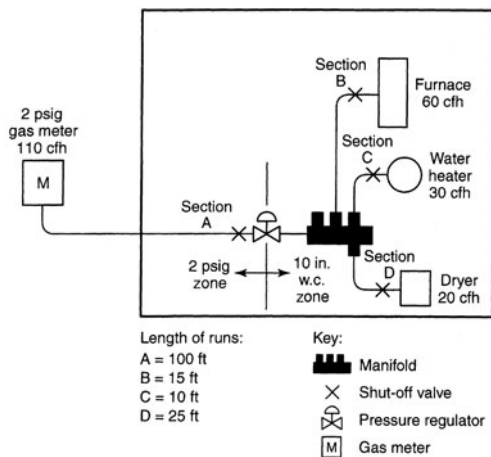 Section
B
Furnace
60 cfh
2 psig
gas meter
110 cfh
M
Section
C
Water
heater
30 cfh
Section
A
2 psig
zone
10 in.
w.c.
zone
Section
D
Dryer
20 cfh
Length of runs:
A = 100 ft
B = 15 ft
C = 10 ft
D = 25 ft
Key:
Manifold
Shut-off valve
Pressure regulator
M
Gas meter